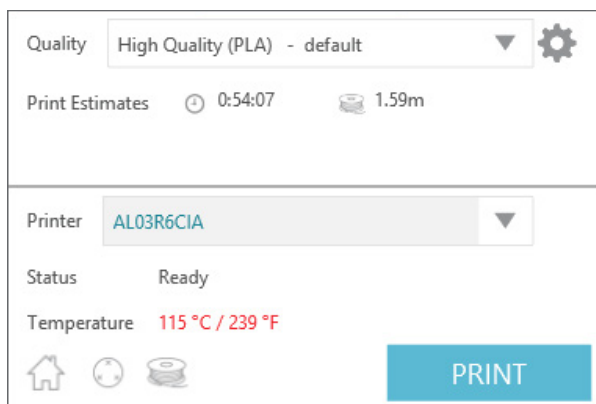 Quality High Quality (PLA) - default
Print Estimates 0:54:07 1.59m
Printer AL03R6CIA
Status Ready
Temperature 115 °C / 239 °F
PRINT